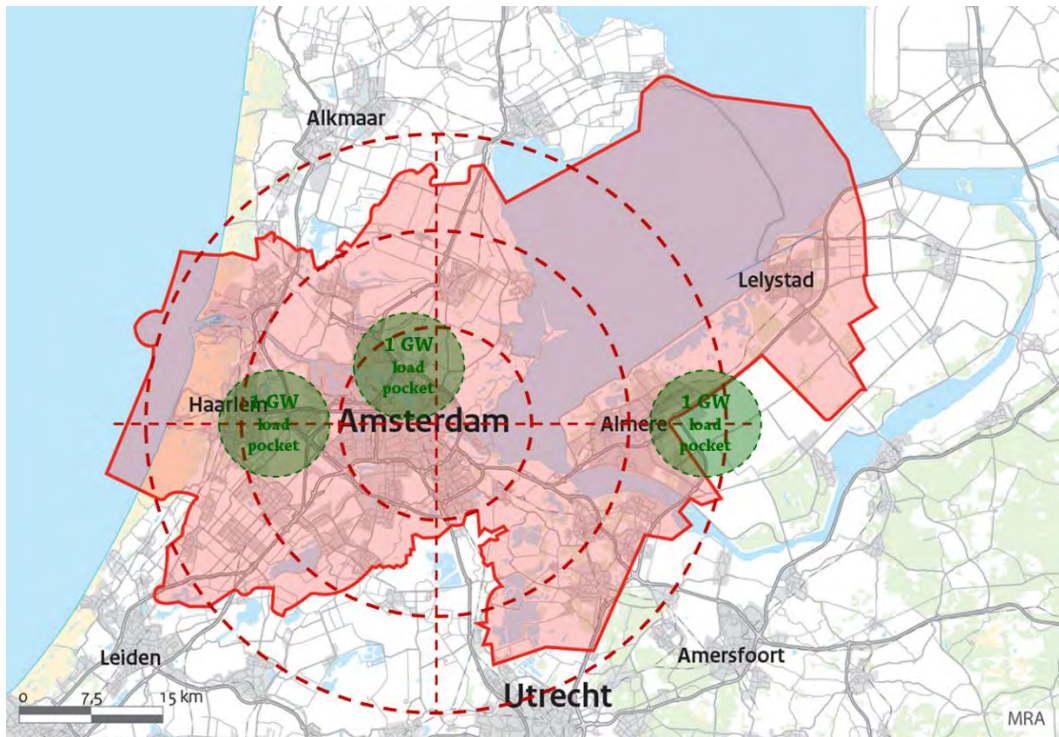 Alkmaar
Lelystad
1 GW
load
pocket
Haarlem
1 GW
load
pocket
Amsterdam
Almere
1 GW
load
pocket
Leiden
Amersfoort
Utrecht
0 7,5 15 km
MRA